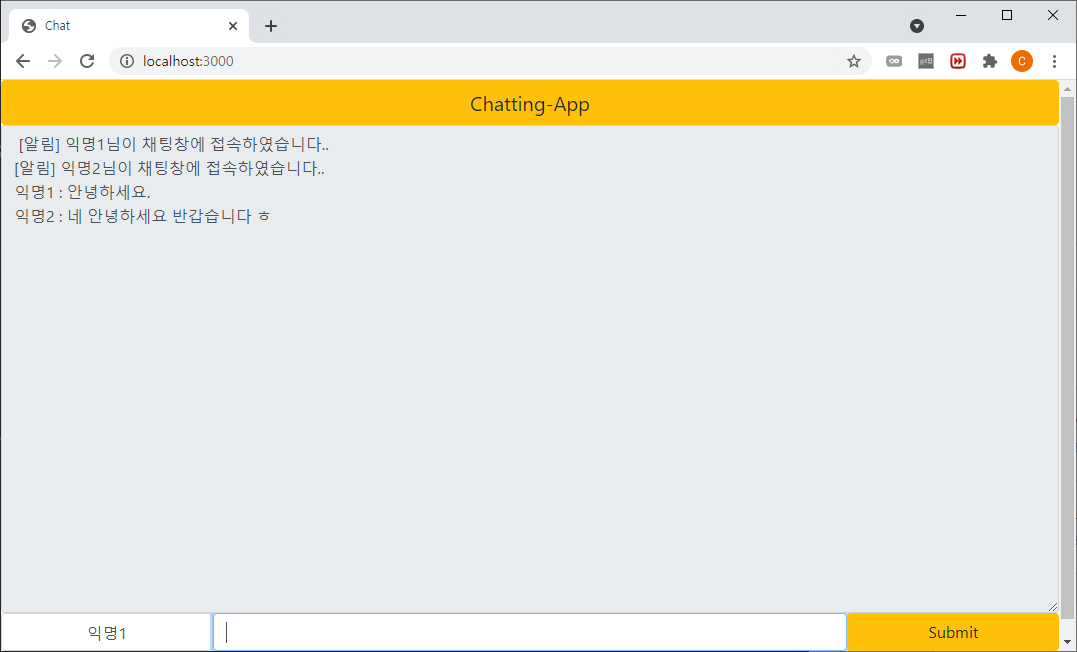 Chat
localhost:3000
Chatting-App
[알림] 익명1님이 채팅창에 접속하였습니다..
[알림] 익명2님이 채팅창에 접속하였습니다..
익명1 : 안녕하세요.
익명2 : 네 안녕하세요 반갑습니다 ㅎ
익명1
Submit